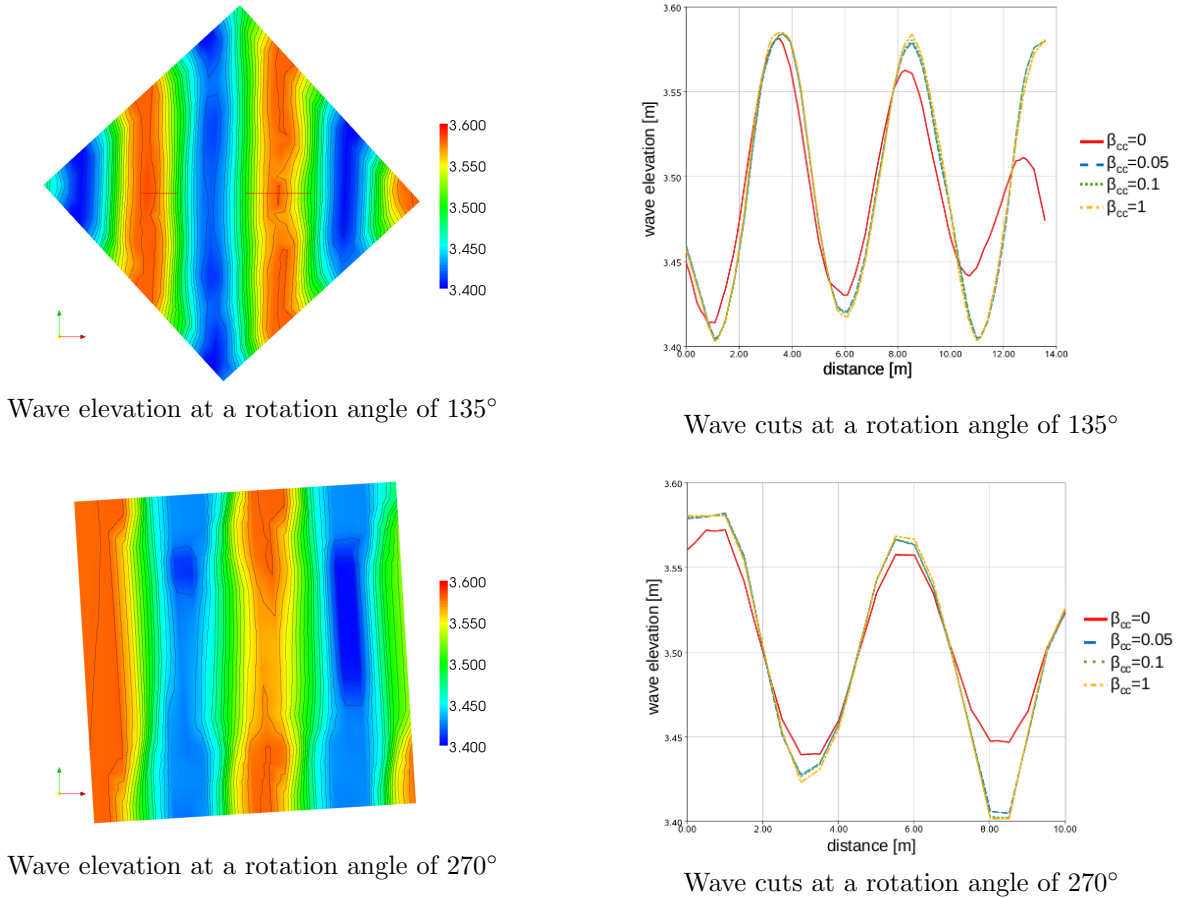 3.600
3.550
3.500
3.450
3.400
Wave elevation at a rotation angle of 135°
3.60
3.55
3.50
3.45
3.40
wave elevation [m]
0.00 2.00 4.00 6.00 8.00 10.00 12.00 14.00
distance [m]
βcc=0
βcc=0.05
βcc=0.1
βcc=1
Wave cuts at a rotation angle of 135°
3.600
3.550
3.500
3.450
3.400
Wave elevation at a rotation angle of 270°
3.60
3.55
3.50
3.45
3.40
wave elevation [m]
0.00 2.00 4.00 6.00 8.00 10.00
distance [m]
βcc=0
βcc=0.05
βcc=0.1
βcc=1
Wave cuts at a rotation angle of 270°